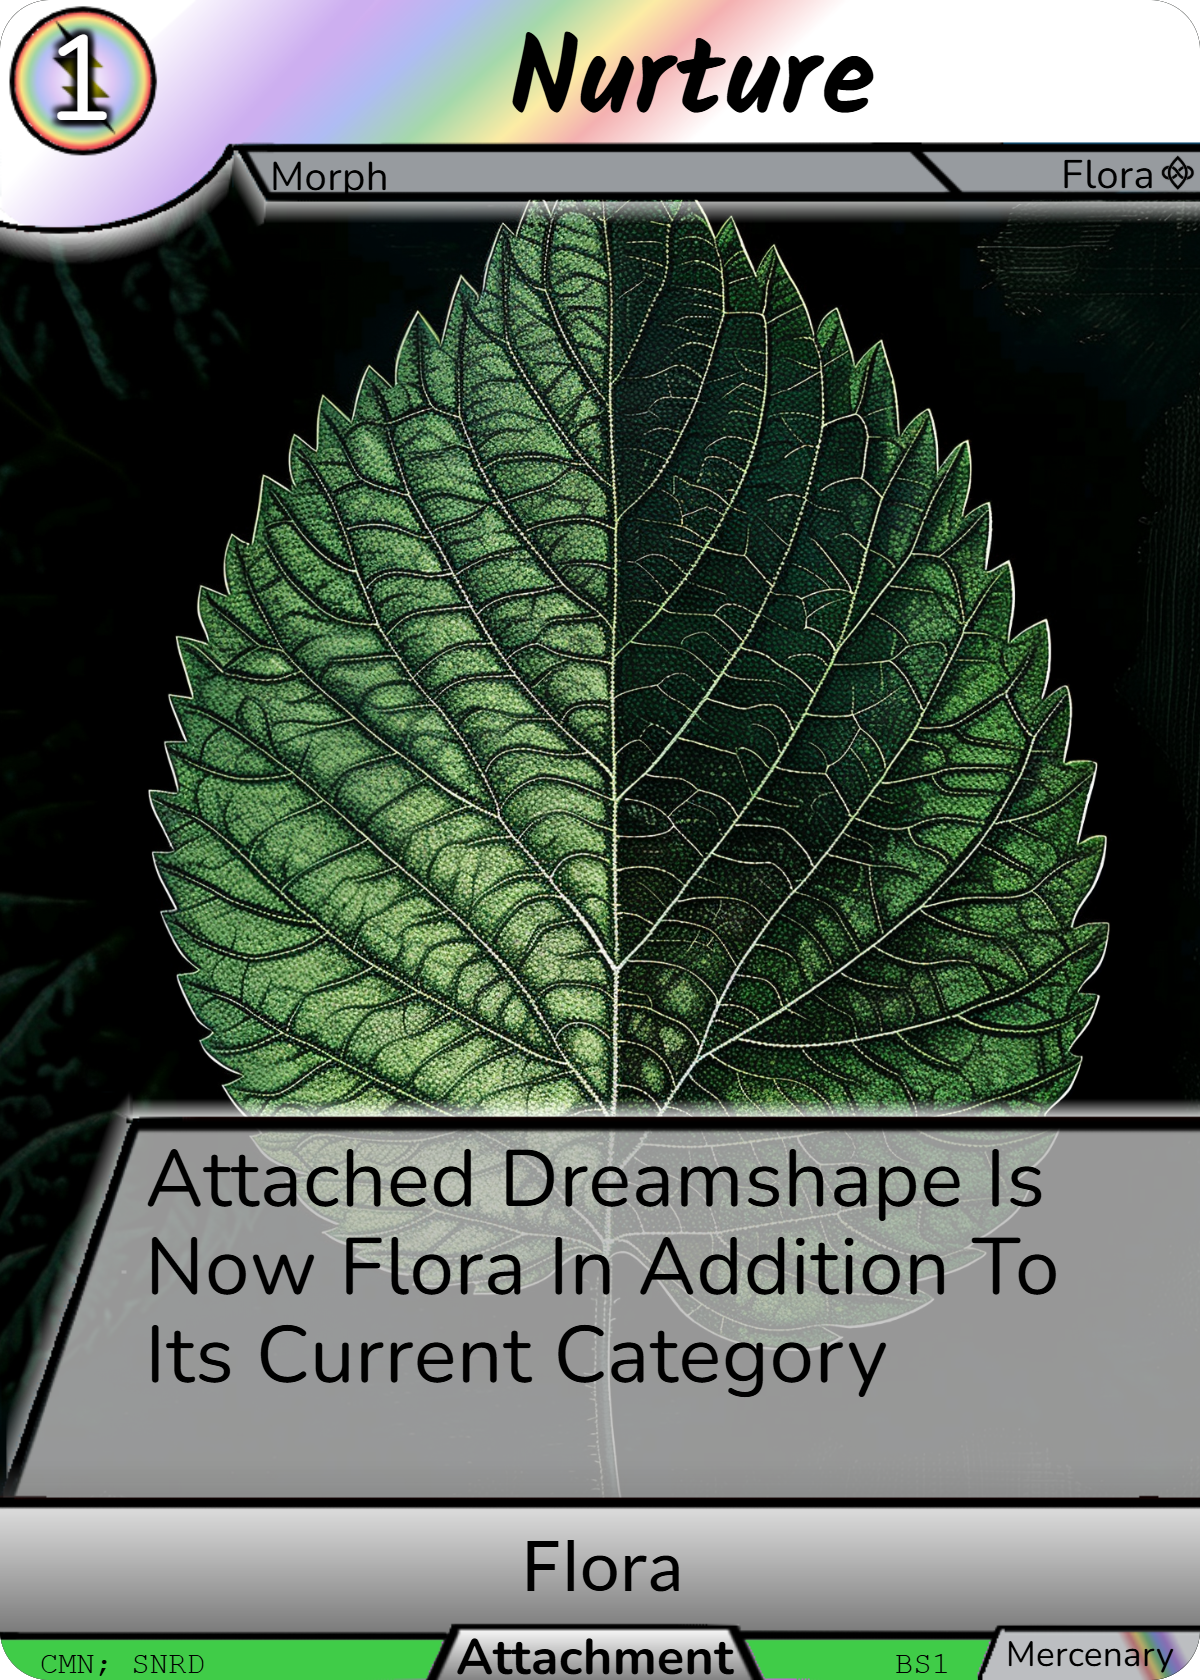 1
Nurture
Morph
Flora
Attached Dreamshape Is
Now Flora In Addition To
Its Current Category
Flora
CMN; SNRD
Attachment
BS1
Mercenary